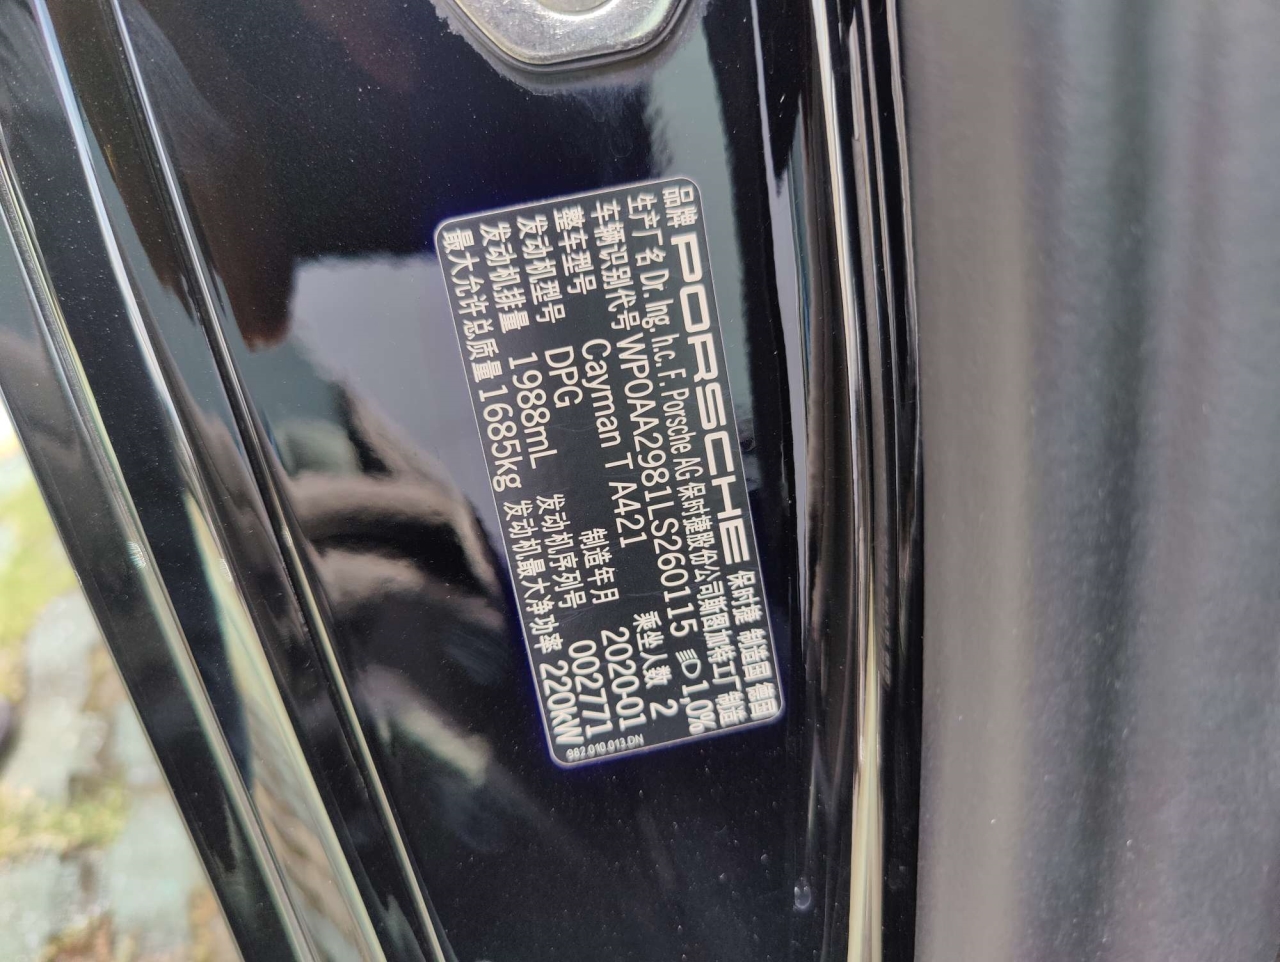 品牌 PORSCHE 保时捷 制造国 德国
生产厂名 Dr. Ing. h.c. F. Porsche AG 保时捷股份公司斯图加特工厂 制造
车辆识别代号 WP0AA2981LS260115 1,0%
整车型号 Cayman T A421 乘坐人数 2
发动机型号 DPG 制造年月 2020-01
发动机排量 1988mL 发动机序列号 002771
最大允许总质量 1685kg 发动机最大净功率 220kW
982.010.013.DN